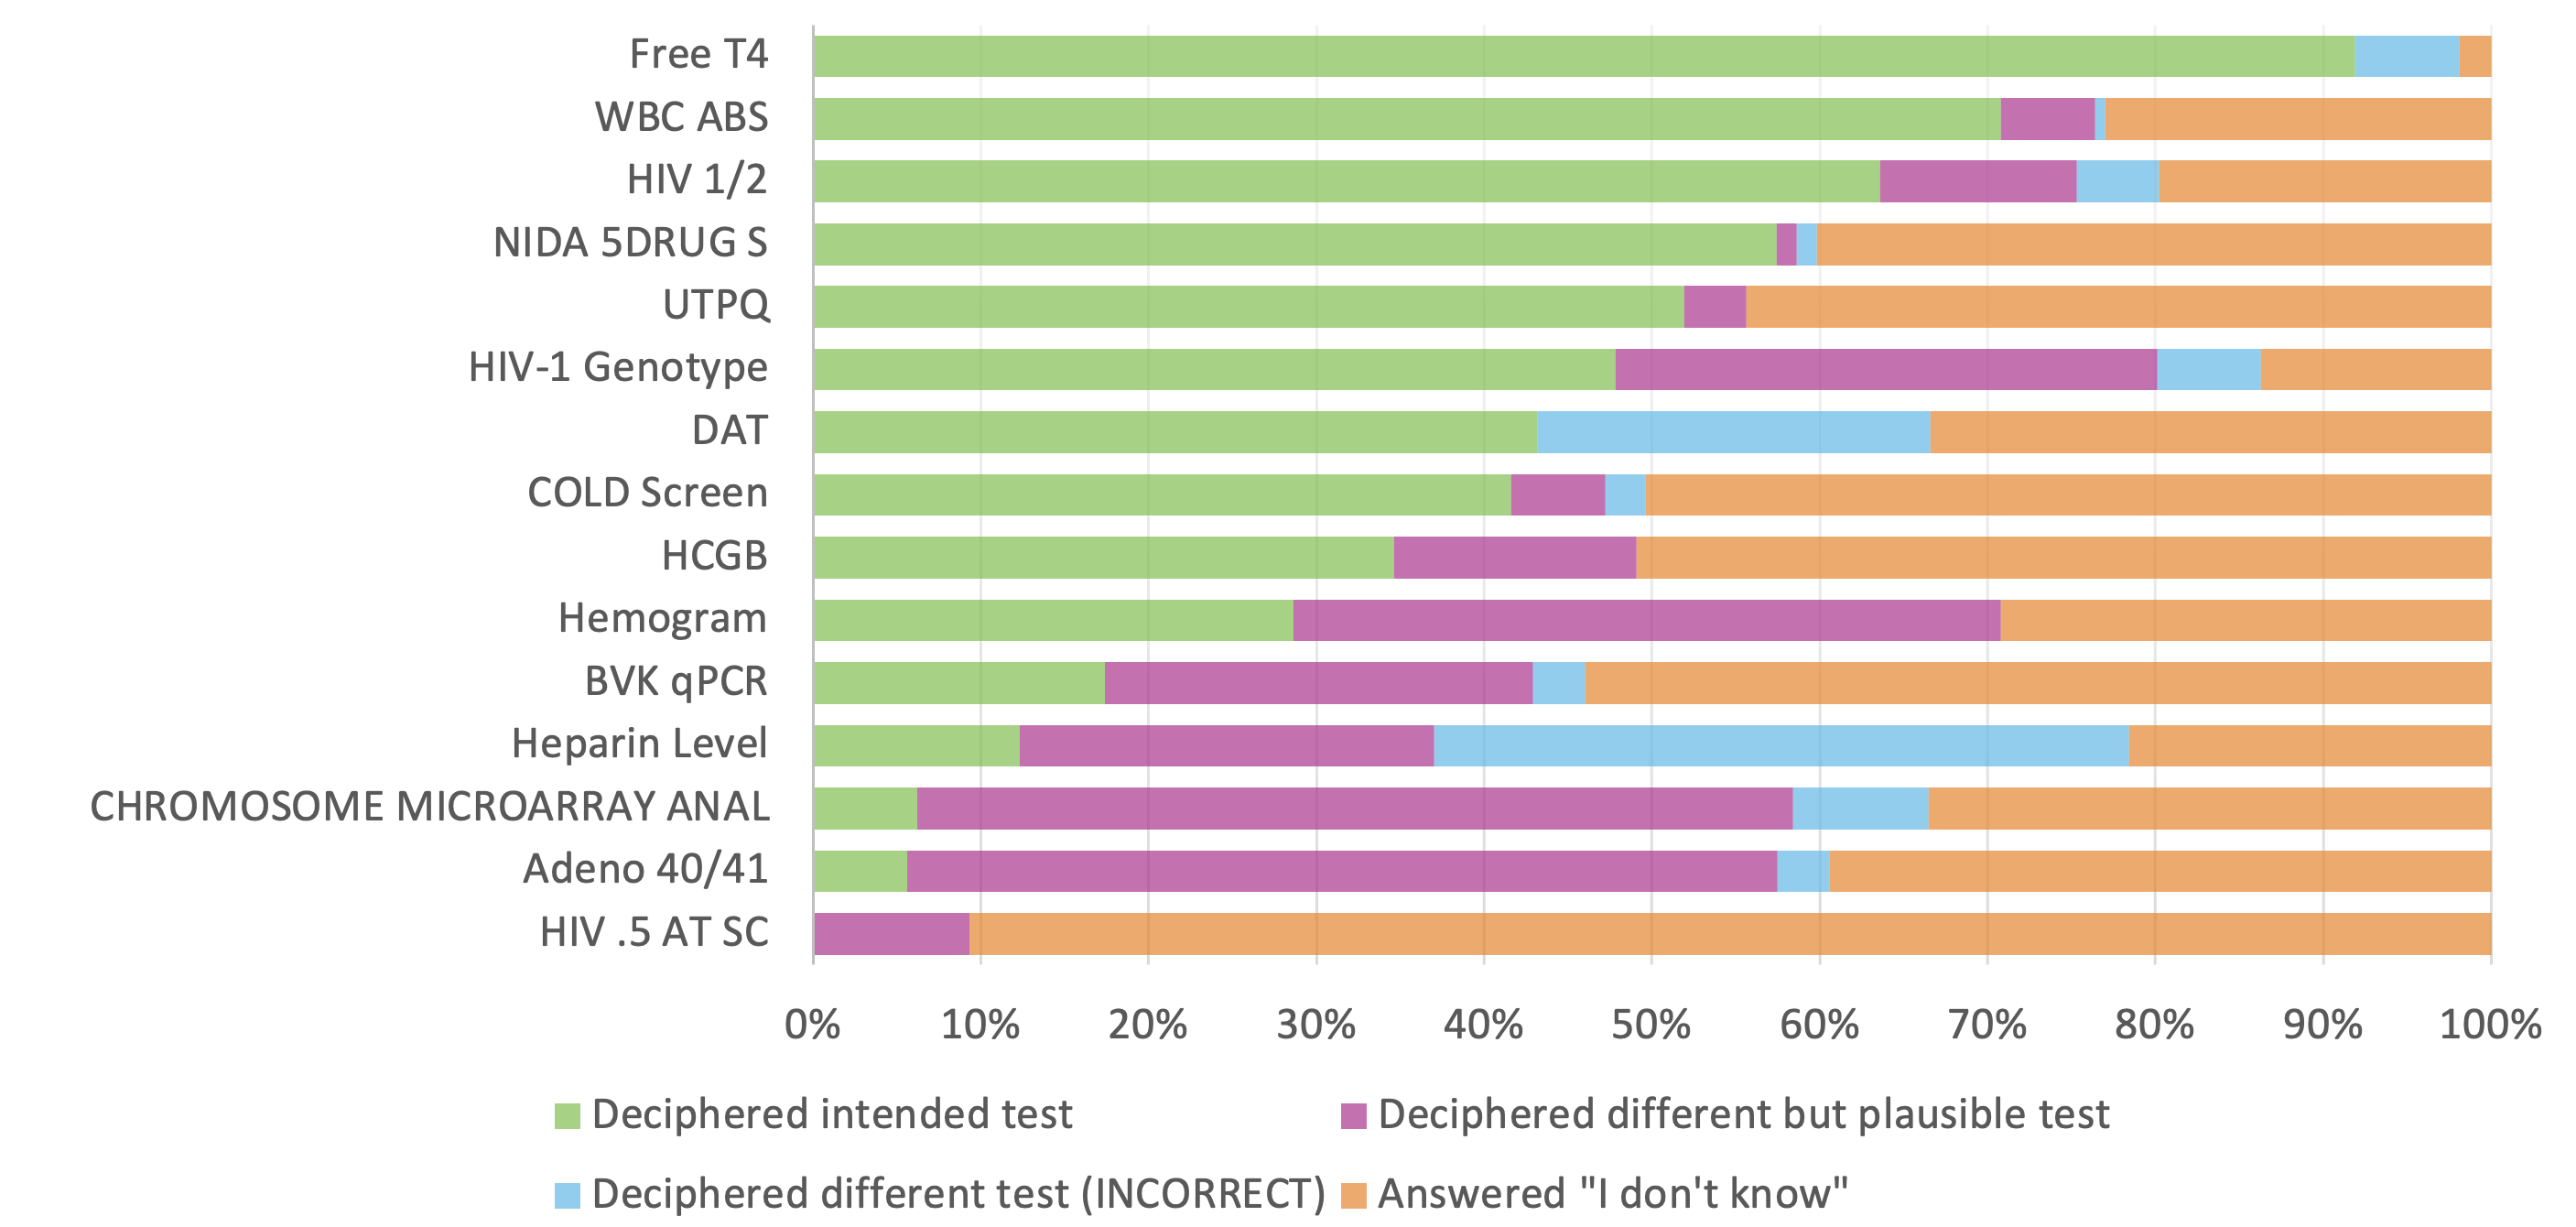 Free T4
WBC ABS
HIV 1/2
NIDA 5DRUG S
UTPQ
HIV-1 Genotype
DAT
COLD Screen
HCGB
Hemogram
BVK qPCR
Heparin Level
CHROMOSOME MICROARRAY ANAL
Adeno 40/41
HIV .5 AT SC
0% 10% 20% 30% 40% 50% 60% 70% 80% 90% 100%
Deciphered intended test Deciphered different but plausible test
Deciphered different test (INCORRECT) Answered "I don't know"